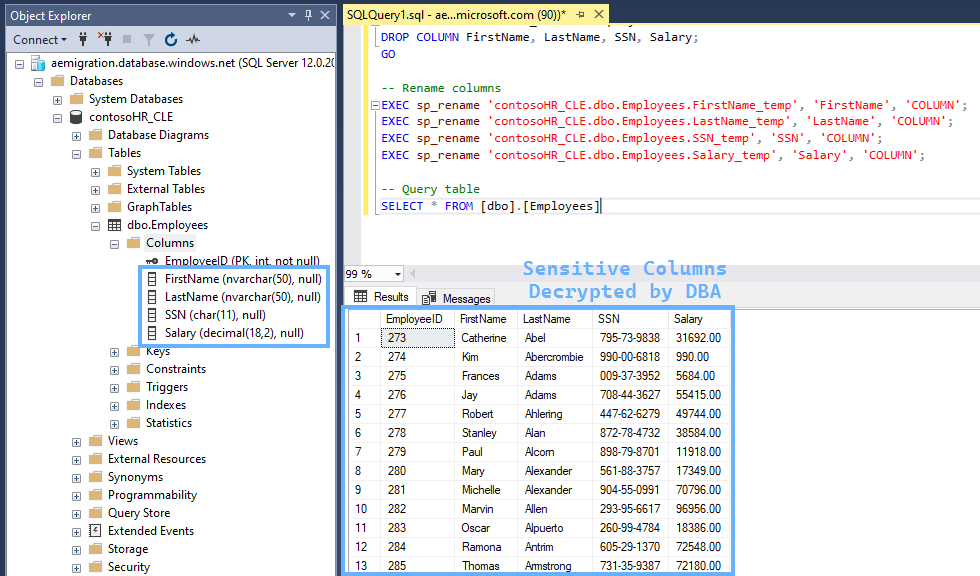 Object Explorer
Connect
aemigration.database.windows.net (SQL Server 12.0.20
Databases
System Databases
contosoHR_CLE
Database Diagrams
Tables
System Tables
External Tables
GraphTables
dbo.Employees
Columns
EmployeeID (PK, int, not null)
FirstName (nvarchar(50), null)
LastName (nvarchar(50), null)
SSN (char(11), null)
Salary (decimal(18,2), null)
Keys
Constraints
Triggers
Indexes
Statistics
Views
External Resources
Synonyms
Programmability
Query Store
Extended Events
Storage
Security
SQLQuery1.sql - ae...microsoft.com (90))*
DROP COLUMN FirstName, LastName, SSN, Salary;
GO
-- Rename columns
EXEC sp_rename 'contosoHR_CLE.dbo.Employees.FirstName_temp', 'FirstName', 'COLUMN';
EXEC sp_rename 'contosoHR_CLE.dbo.Employees.LastName_temp', 'LastName', 'COLUMN';
EXEC sp_rename 'contosoHR_CLE.dbo.Employees.SSN_temp', 'SSN', 'COLUMN';
EXEC sp_rename 'contosoHR_CLE.dbo.Employees.Salary_temp', 'Salary', 'COLUMN';
-- Query table
SELECT * FROM [dbo].[Employees]
99 %
Sensitive Columns
Decrypted by DBA
Results Messages
EmployeeID FirstName LastName SSN Salary
1 273 Catherine Abel 795-73-9838 31692.00
2 274 Kim Abercrombie 990-00-6818 990.00
3 275 Frances Adams 009-37-3952 5684.00
4 276 Jay Adams 708-44-3627 55415.00
5 277 Robert Ahlering 447-62-6279 49744.00
6 278 Stanley Alan 872-78-4732 38584.00
7 279 Paul Alcorn 898-79-8701 11918.00
8 280 Mary Alexander 561-88-3757 17349.00
9 281 Michelle Alexander 904-55-0991 70796.00
10 282 Marvin Allen 293-95-6617 96956.00
11 283 Oscar Alpuerto 260-99-4784 18386.00
12 284 Ramona Antrim 605-29-1370 72548.00
13 285 Thomas Armstrong 731-35-9387 72180.00